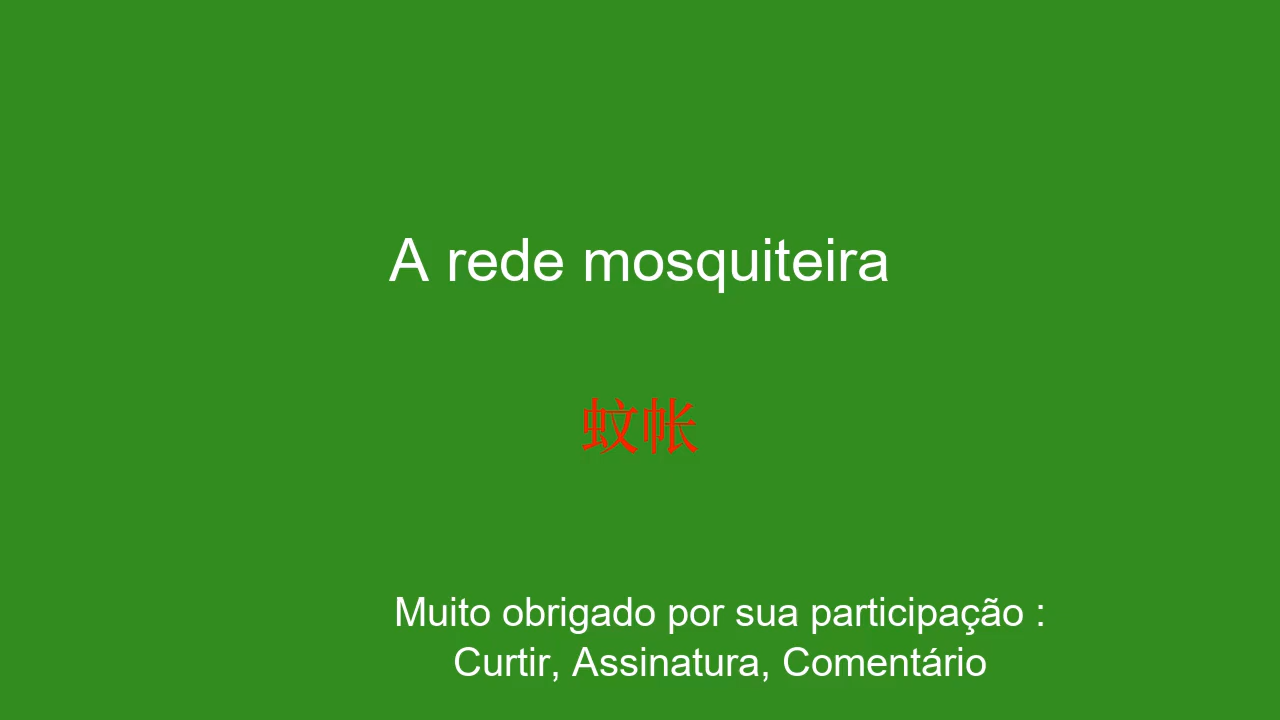 A rede mosquiteira
蚊帐
Muito obrigado por sua participação :
Curtir, Assinatura, Comentário